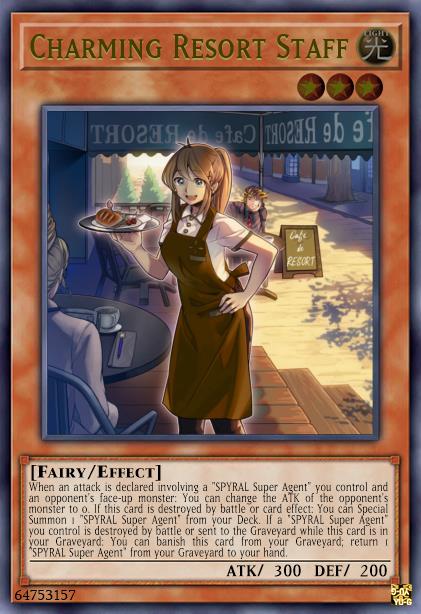 CHARMING RESORT STAFF
LIGHT
光
Cafe de RESORT
fe de RESORT
Cafe
de
RESORT
[FAIRY/EFFECT]
When an attack is declared involving a "SPYRAL Super Agent" you control and
an opponent's face-up monster: You can change the ATK of the opponent's
monster to 0. If this card is destroyed by battle or card effect: You can Special
Summon 1 "SPYRAL Super Agent" from your Deck. If a "SPYRAL Super Agent"
you control is destroyed by battle or sent to the Graveyard while this card is in
your Graveyard: You can banish this card from your Graveyard; return 1
"SPYRAL Super Agent" from your Graveyard to your hand.
ATK/ 300 DEF/ 200
64753157